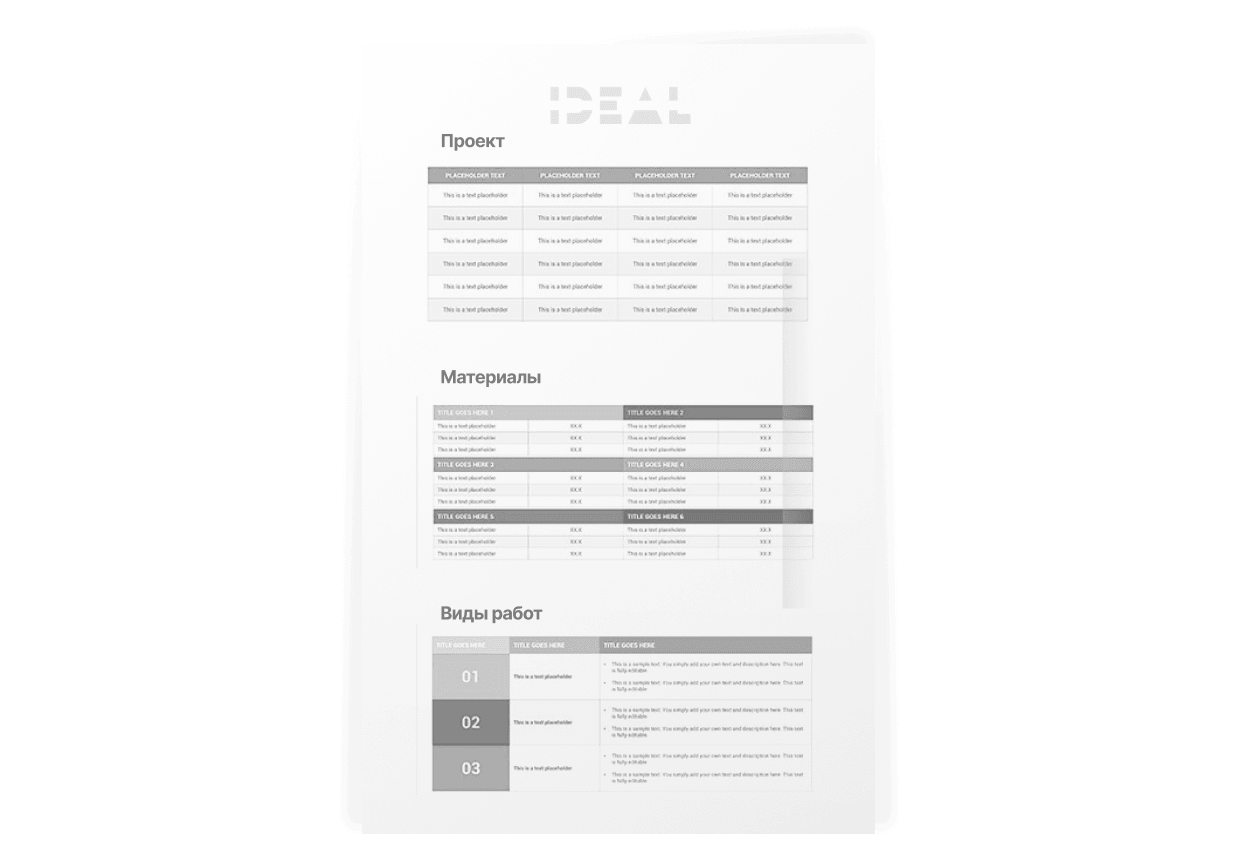 IDEAL
Проект
PLACEHOLDER TEXT PLACEHOLDER TEXT PLACEHOLDER TEXT PLACEHOLDER TEXT
This is a text placeholder This is a text placeholder This is a text placeholder This is a text placeholder
This is a text placeholder This is a text placeholder This is a text placeholder This is a text placeholder
This is a text placeholder This is a text placeholder This is a text placeholder This is a text placeholder
This is a text placeholder This is a text placeholder This is a text placeholder This is a text placeholder
This is a text placeholder This is a text placeholder This is a text placeholder This is a text placeholder
This is a text placeholder This is a text placeholder This is a text placeholder This is a text placeholder
Материалы
TITLE GOES HERE 1 TITLE GOES HERE 2
This is a text placeholder XX.X This is a text placeholder XX.X
This is a text placeholder XX.X This is a text placeholder XX.X
This is a text placeholder XX.X This is a text placeholder XX.X
TITLE GOES HERE 3 TITLE GOES HERE 4
This is a text placeholder XX.X This is a text placeholder XX.X
This is a text placeholder XX.X This is a text placeholder XX.X
This is a text placeholder XX.X This is a text placeholder XX.X
TITLE GOES HERE 5 TITLE GOES HERE 6
This is a text placeholder XX.X This is a text placeholder XX.X
This is a text placeholder XX.X This is a text placeholder XX.X
This is a text placeholder XX.X This is a text placeholder XX.X
Виды работ
TITLE GOES HERE TITLE GOES HERE TITLE GOES HERE
01 This is a text placeholder
• This is a sample text. You simply add your own text and description here. This text
is fully editable.
• This is a sample text. You simply add your own text and description here. This text
is fully editable.
02 This is a text placeholder
• This is a sample text. You simply add your own text and description here. This text
is fully editable.
• This is a sample text. You simply add your own text and description here. This text
is fully editable.
03 This is a text placeholder
• This is a sample text. You simply add your own text and description here. This text
is fully editable.
• This is a sample text. You simply add your own text and description here. This text
is fully editable.